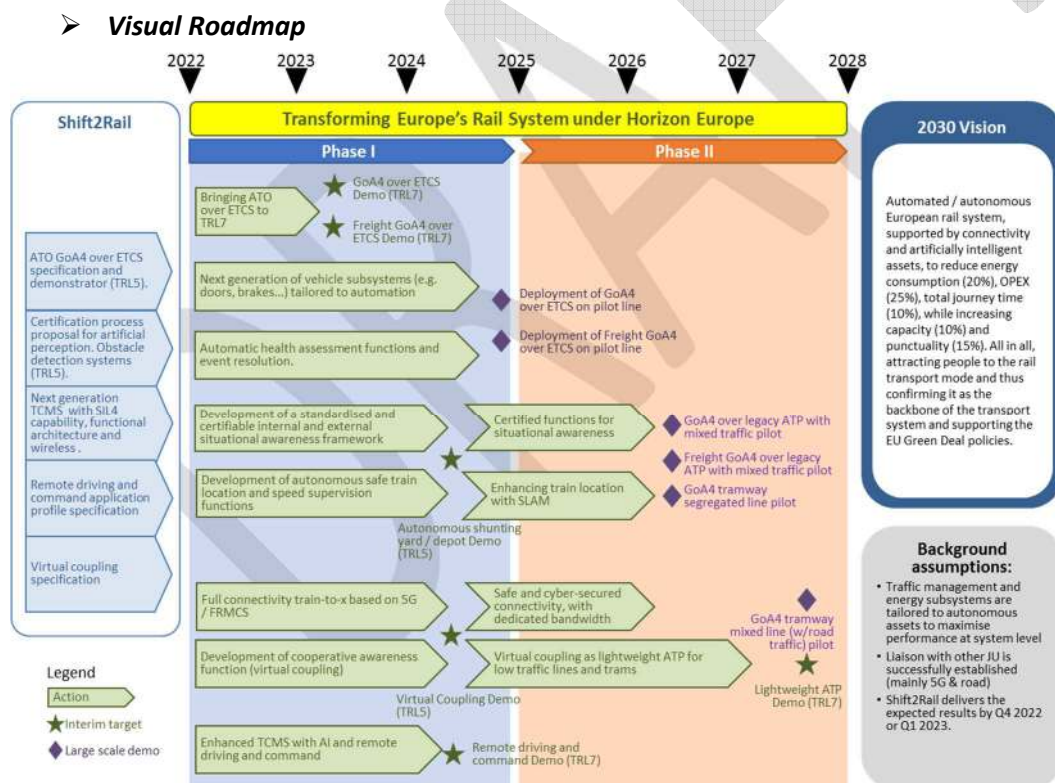 ➢ Visual Roadmap
2022
2023
2024
2025
2026
2027
2028
Shift2Rail
ATO GoA4 over ETCS
specification and
demonstrator (TRL5).
Certification process
proposal for artificial
perception. Obstacle
detection systems
(TRL5).
Next generation
TCMS with SIL4
capability, functional
architecture and
wireless .
Remote driving and
command application
profile specification
Virtual coupling
specification
Transforming Europe's Rail System under Horizon Europe
Phase I
Phase II
Bringing ATO
over ETCS to
TRL7
GoA4 over ETCS
Demo (TRL7)
Freight GoA4 over
ETCS Demo (TRL7)
Next generation of vehicle subsystems (e.g.
doors, brakes...) tailored to automation
Deployment of GoA4
over ETCS on pilot line
Automatic health assessment functions and
event resolution.
Deployment of Freight GoA4
over ETCS on pilot line
Development of a standardised and
certifiable internal and external
situational awareness framework
Certified functions for
situational awareness
GoA4 over legacy ATP with
mixed traffic pilot
Freight GoA4 over legacy
ATP with mixed traffic pilot
Development of autonomous safe train
location and speed supervision
functions
Enhancing train location
with SLAM
GoA4 tramway
segregated line pilot
Autonomous shunting
yard / depot Demo
(TRL5)
Full connectivity train-to-x based on 5G
/ FRMCS
Safe and cyber-secured
connectivity, with
dedicated bandwidth
GoA4 tramway
mixed line (w/road
traffic) pilot
Development of cooperative awareness
function (virtual coupling)
Virtual coupling as lightweight ATP for
low traffic lines and trams
Virtual Coupling Demo
(TRL5)
Lightweight ATP
Demo (TRL7)
Enhanced TCMS with AI and remote
driving and command
Remote driving and
command Demo (TRL7)
2030 Vision
Automated / autonomous
European rail system,
supported by connectivity
and artificially intelligent
assets, to reduce energy
consumption (20%), OPEX
(25%), total journey time
(10%), while increasing
capacity (10%) and
punctuality (15%). All in all,
attracting people to the rail
transport mode and thus
confirming it as the
backbone of the transport
system and supporting the
EU Green Deal policies.
Background
assumptions:
• Traffic management and
energy subsystems are
tailored to autonomous
assets to maximise
performance at system level
• Liaison with other JU is
successfully established
(mainly 5G & road)
• Shift2Rail delivers the
expected results by Q4 2022
or Q1 2023.
Legend
Action
Interim target
Large scale demo